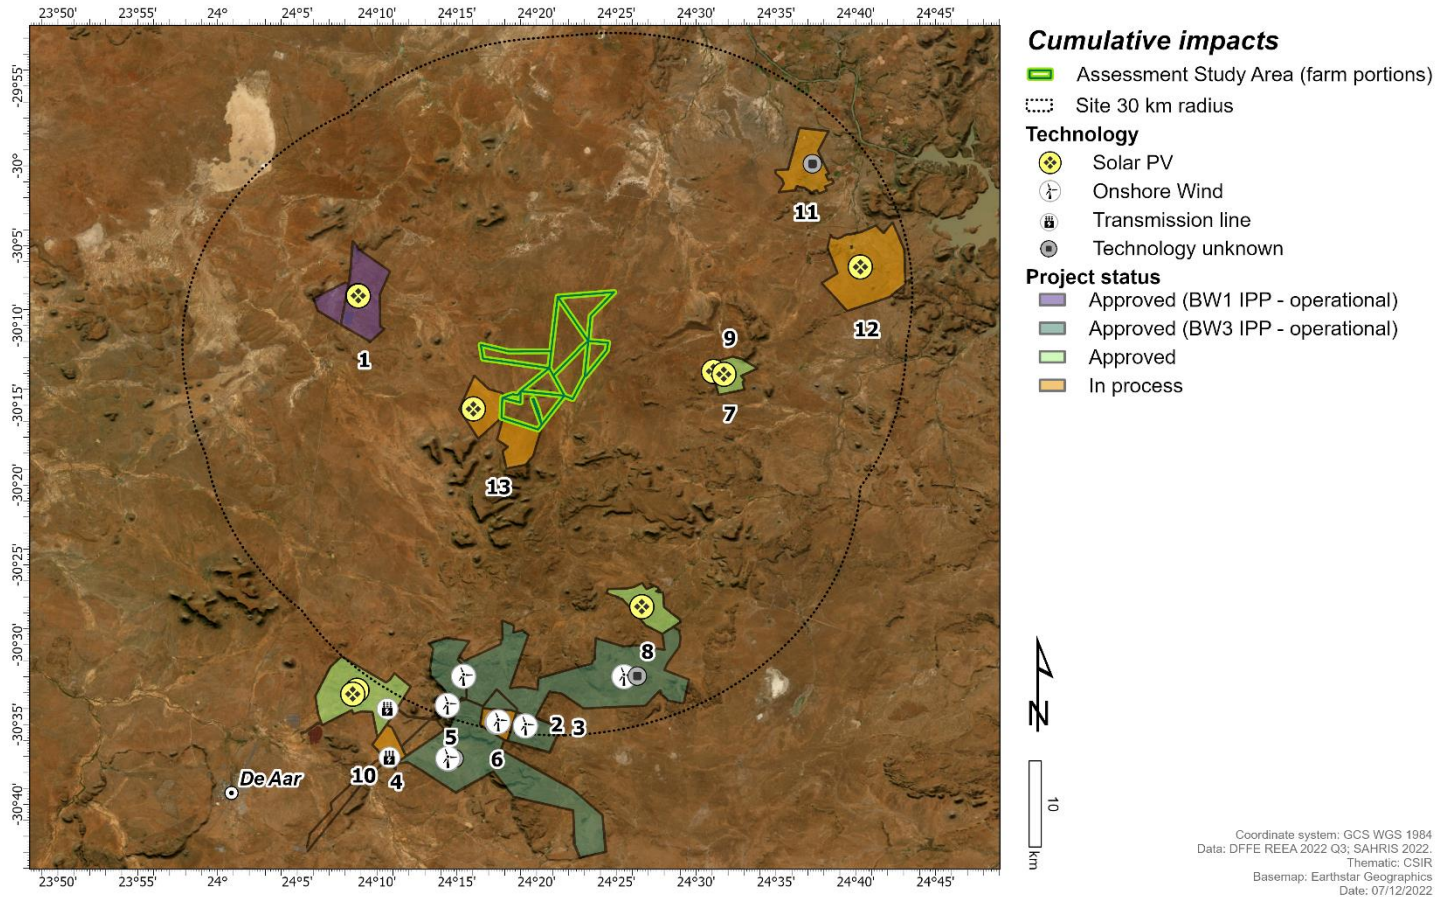 23°50' 23°55' 24° 24°5' 24°10' 24°15' 24°20' 24°25' 24°30' 24°35' 24°40' 24°45'
-29°55'
-30°
-30°5'
-30°10'
-30°15'
-30°20'
-30°25'
-30°30'
-30°35'
-30°40'
11
12
1
9
7
13
8
2 3
5
6
10
4
De Aar
23°50' 23°55' 24° 24°5' 24°10' 24°15' 24°20' 24°25' 24°30' 24°35' 24°40' 24°45'
Cumulative impacts
Assessment Study Area (farm portions)
Site 30 km radius
Technology
Solar PV
Onshore Wind
Transmission line
Technology unknown
Project status
Approved (BW1 IPP - operational)
Approved (BW3 IPP - operational)
Approved
In process
N
10
km
Coordinate system: GCS WGS 1984
Data: DFFE REEA 2022 Q3; SAHRIS 2022.
Thematic: CSIR
Basemap: Earthstar Geographics
Date: 07/12/2022